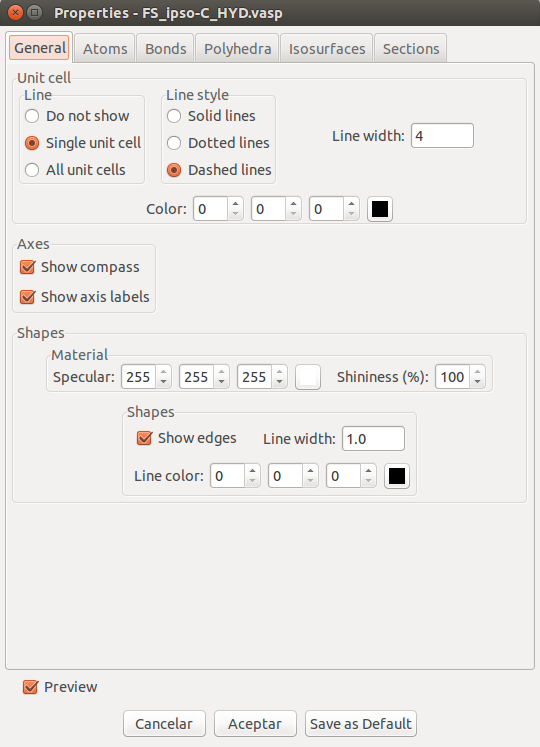 Properties - FS_ipso-C_HYD.vasp
General Atoms Bonds Polyhedra Isosurfaces Sections
Unit cell
Line Line style
Do not show Solid lines
Single unit cell Dotted lines Line width: 4
All unit cells Dashed lines
Color: 0 0 0
Axes
Show compass
Show axis labels
Shapes
Material
Specular: 255 255 255 Shininess (%): 100
Shapes
Show edges Line width: 1.0
Line color: 0 0 0
Preview
Cancelar Aceptar Save as Default